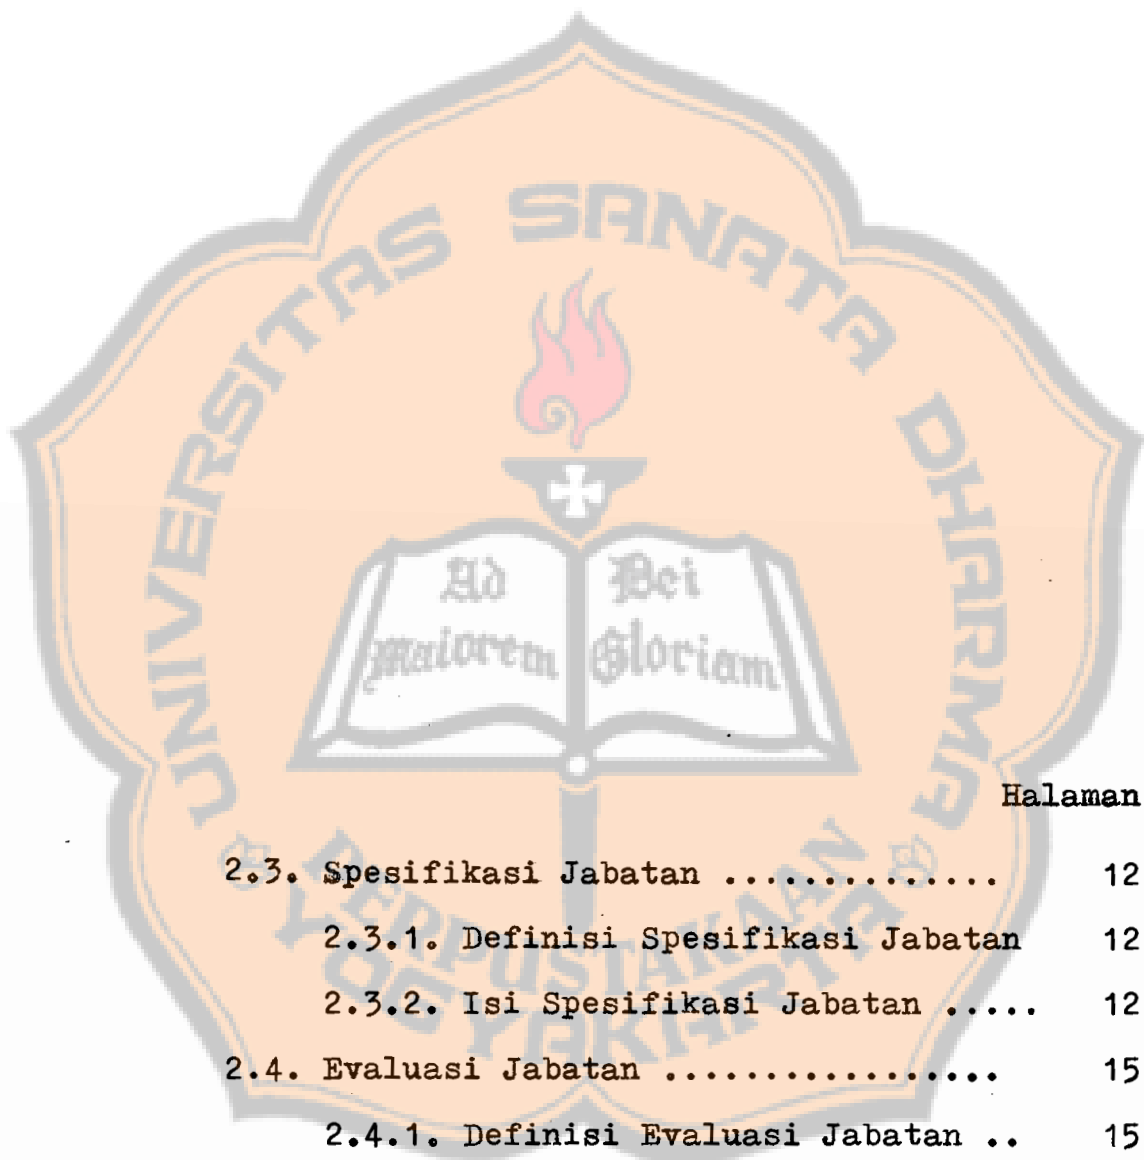 UNIVERSITAS SANATA DHARMA
Ad Dei
Maiorem Gloriam
PERPUSTAKAAN
YOGYAKARTA
Halaman
2.3. Spesifikasi Jabatan .............. 12
2.3.1. Definisi Spesifikasi Jabatan 12
2.3.2. Isi Spesifikasi Jabatan ..... 12
2.4. Evaluasi Jabatan ................. 15
2.4.1. Definisi Evaluasi Jabatan .. 15